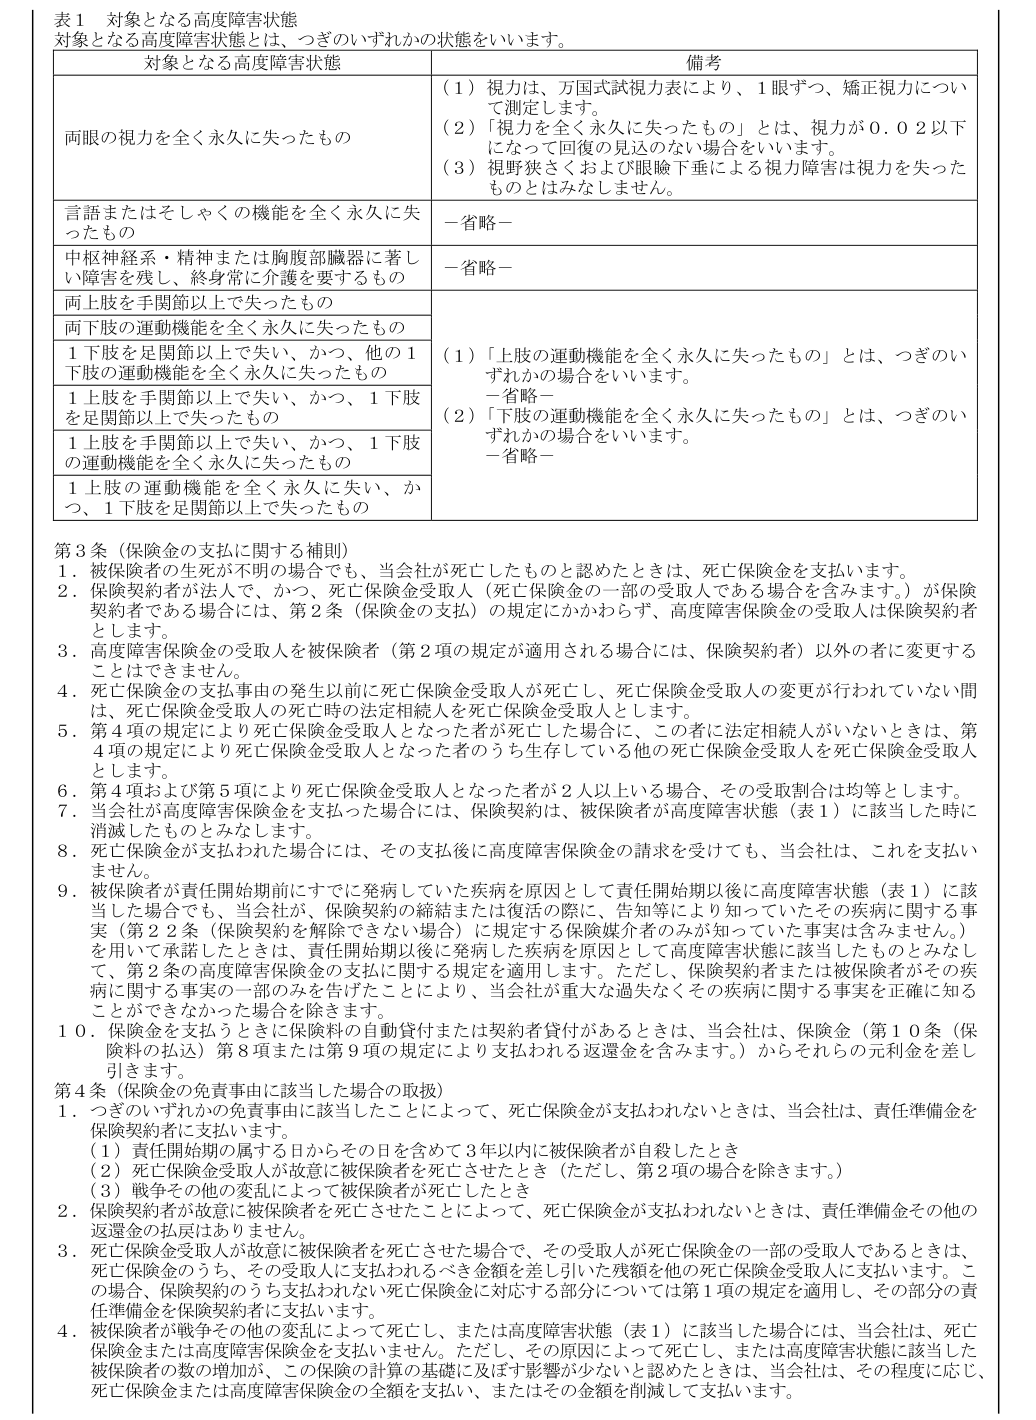 表１　対象となる高度障害状態
対象となる高度障害状態とは、つぎのいずれかの状態をいいます。
対象となる高度障害状態
備考
両眼の視力を全く永久に失ったもの
（１）視力は、万国式試視力表により、１眼ずつ、矯正視力につい
て測定します。
（２）「視力を全く永久に失ったもの」とは、視力が０.０２以下
になって回復の見込のない場合をいいます。
（３）視野狭さくおよび眼瞼下垂による視力障害は視力を失った
ものとはみなしません。
言語またはそしゃくの機能を全く永久に失
ったもの
－省略－
中枢神経系・精神または胸腹部臓器に著し
い障害を残し、終身常に介護を要するもの
－省略－
両上肢を手関節以上で失ったもの
両下肢の運動機能を全く永久に失ったもの
１下肢を足関節以上で失い、かつ、他の１
下肢の運動機能を全く永久に失ったもの
１上肢を手関節以上で失い、かつ、１下肢
を足関節以上で失ったもの
１上肢を手関節以上で失い、かつ、１下肢
の運動機能を全く永久に失ったもの
１上肢の運動機能を全く永久に失い、か
つ、１下肢を足関節以上で失ったもの
（１）「上肢の運動機能を全く永久に失ったもの」とは、つぎのい
ずれかの場合をいいます。
－省略－
（２）「下肢の運動機能を全く永久に失ったもの」とは、つぎのい
ずれかの場合をいいます。
－省略－
第３条（保険金の支払に関する補則）
１．被保険者の生死が不明の場合でも、当会社が死亡したものと認めたときは、死亡保険金を支払います。
２．保険契約者が法人で、かつ、死亡保険金受取人（死亡保険金の一部の受取人である場合を含みます。）が保険
契約者である場合には、第２条（保険金の支払）の規定にかかわらず、高度障害保険金の受取人は保険契約者
とします。
３．高度障害保険金の受取人を被保険者（第２項の規定が適用される場合には、保険契約者）以外の者に変更する
ことはできません。
４．死亡保険金の支払事由の発生以前に死亡保険金受取人が死亡し、死亡保険金受取人の変更が行われていない間
は、死亡保険金受取人の死亡時の法定相続人を死亡保険金受取人とします。
５．第４項の規定により死亡保険金受取人となった者が死亡した場合に、この者に法定相続人がいないときは、第
４項の規定により死亡保険金受取人となった者のうち生存している他の死亡保険金受取人を死亡保険金受取人
とします。
６．第４項および第５項により死亡保険金受取人となった者が２人以上いる場合、その受取割合は均等とします。
７．当会社が高度障害保険金を支払った場合には、保険契約は、被保険者が高度障害状態（表１）に該当した時に
消滅したものとみなします。
８．死亡保険金が支払われた場合には、その支払後に高度障害保険金の請求を受けても、当会社は、これを支払い
ません。
９．被保険者が責任開始期前にすでに発病していた疾病を原因として責任開始期以後に高度障害状態（表１）に該
当した場合でも、当会社が、保険契約の締結または復活の際に、告知等により知っていたその疾病に関する事
実（第２２条（保険契約を解除できない場合）に規定する保険媒介者のみが知っていた事実は含みません。）
を用いて承諾したときは、責任開始期以後に発病した疾病を原因として高度障害状態に該当したものとみなし
て、第２条の高度障害保険金の支払に関する規定を適用します。ただし、保険契約者または被保険者がその疾
病に関する事実の一部のみを告げたことにより、当会社が重大な過失なくその疾病に関する事実を正確に知る
ことができなかった場合を除きます。
１０．保険金を支払うときに保険料の自動貸付または契約者貸付があるときは、当会社は、保険金（第１０条（保
険料の払込）第８項または第９項の規定により支払われる返還金を含みます。）からそれらの元利金を差し
引きます。
第４条（保険金の免責事由に該当した場合の取扱）
１．つぎのいずれかの免責事由に該当したことによって、死亡保険金が支払われないときは、当会社は、責任準備金を
保険契約者に支払います。
（１）責任開始期の属する日からその日を含めて３年以内に被保険者が自殺したとき
（２）死亡保険金受取人が故意に被保険者を死亡させたとき（ただし、第２項の場合を除きます。）
（３）戦争その他の変乱によって被保険者が死亡したとき
２．保険契約者が故意に被保険者を死亡させたことによって、死亡保険金が支払われないときは、責任準備金その他の
返還金の払戻はありません。
３．死亡保険金受取人が故意に被保険者を死亡させた場合で、その受取人が死亡保険金の一部の受取人であるときは、
死亡保険金のうち、その受取人に支払われるべき金額を差し引いた残額を他の死亡保険金受取人に支払います。こ
の場合、保険契約のうち支払われない死亡保険金に対応する部分については第１項の規定を適用し、その部分の責
任準備金を保険契約者に支払います。
４．被保険者が戦争その他の変乱によって死亡し、または高度障害状態（表１）に該当した場合には、当会社は、死亡
保険金または高度障害保険金を支払いません。ただし、その原因によって死亡し、または高度障害状態に該当した
被保険者の数の増加が、この保険の計算の基礎に及ぼす影響が少ないと認めたときは、当会社は、その程度に応じ、
死亡保険金または高度障害保険金の全額を支払い、またはその金額を削減して支払います。